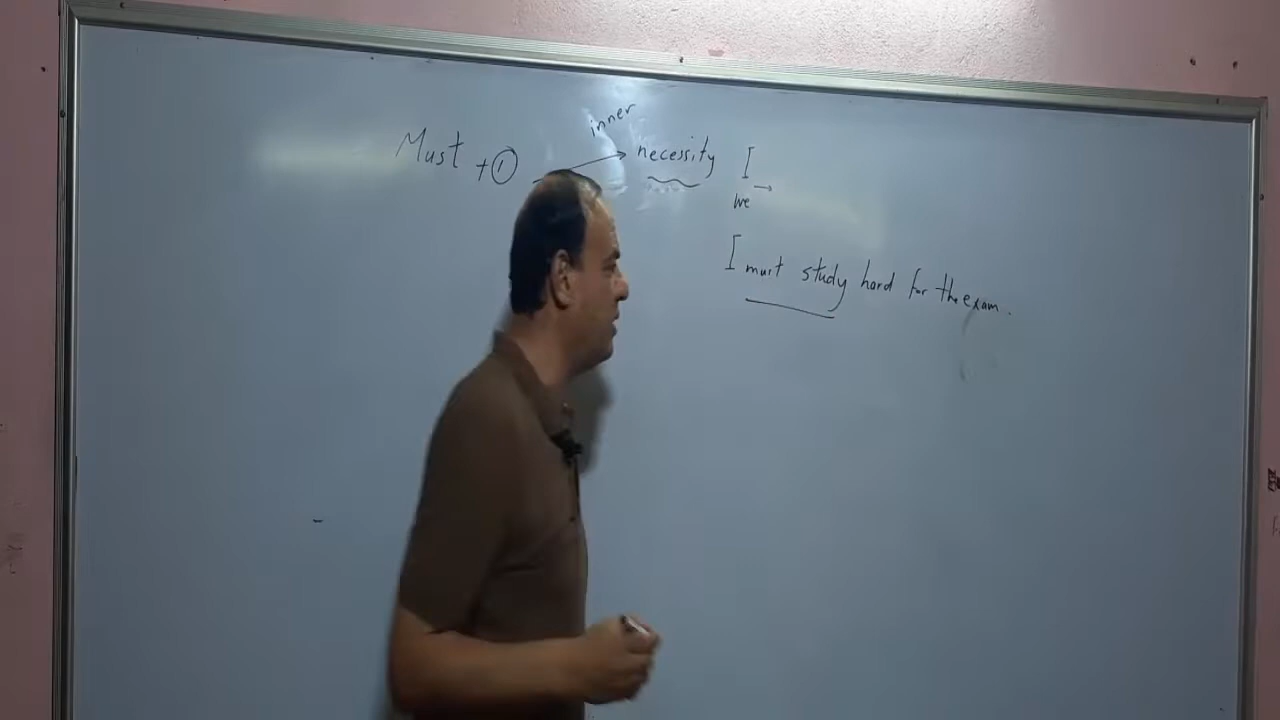 inner
Must + ① → necessity I
we →
I must study hard for the exam.